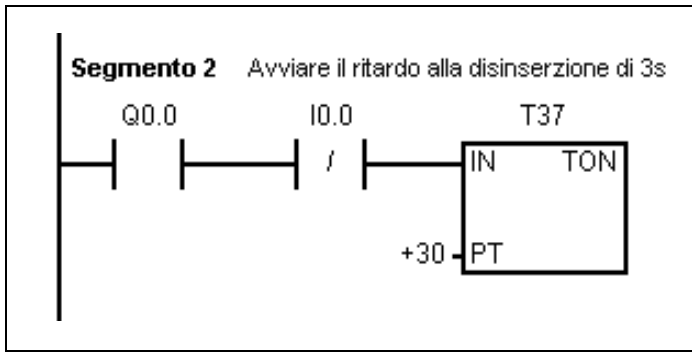 Segmento 2 Avviare il ritardo alla disinserzione di 3s
Q0.0 I0.0 T37
/ IN TON
+30 PT